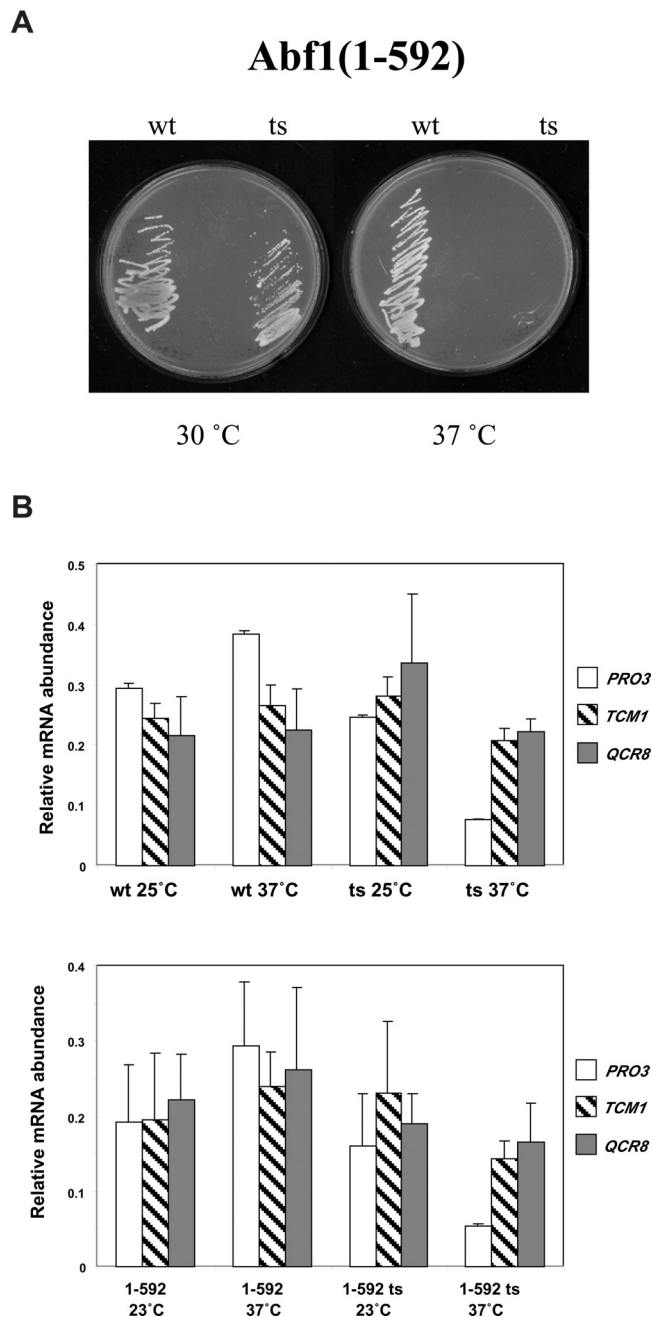 A
Abf1(1-592)
wt ts wt ts
30 ˚C 37 ˚C
B
Relative mRNA abundance
0.5
0.4
0.3
0.2
0.1
0
wt 25˚C wt 37˚C ts 25˚C ts 37˚C
PRO3
TCM1
QCR8
Relative mRNA abundance
0.4
0.3
0.2
0.1
0
1-592 1-592 1-592 ts 1-592 ts
23˚C 37˚C 23˚C 37˚C
PRO3
TCM1
QCR8